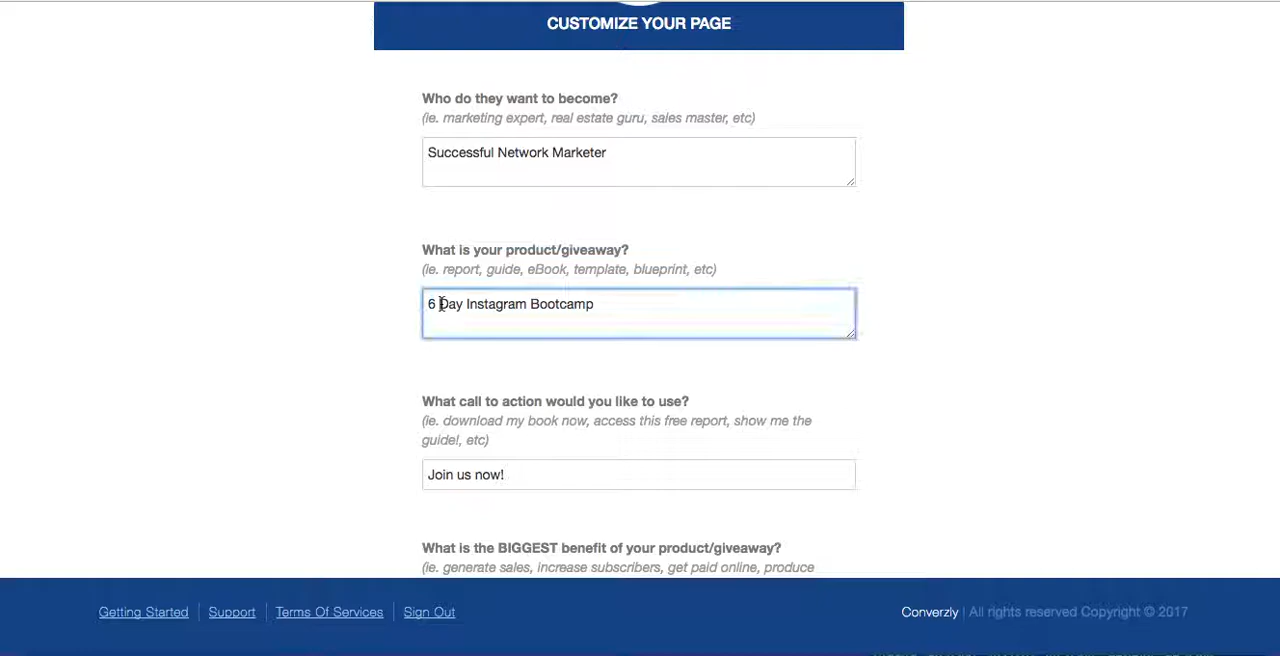 CUSTOMIZE YOUR PAGE
Who do they want to become?
(ie. marketing expert, real estate guru, sales master, etc)
Successful Network Marketer
What is your product/giveaway?
(ie. report, guide, eBook, template, blueprint, etc)
6 Day Instagram Bootcamp
What call to action would you like to use?
(ie. download my book now, access this free report, show me the
guide!, etc)
Join us now!
What is the BIGGEST benefit of your product/giveaway?
(ie. generate sales, increase subscribers, get paid online, produce
Getting Started | Support | Terms Of Services | Sign Out
Converzly | All rights reserved Copyright © 2017